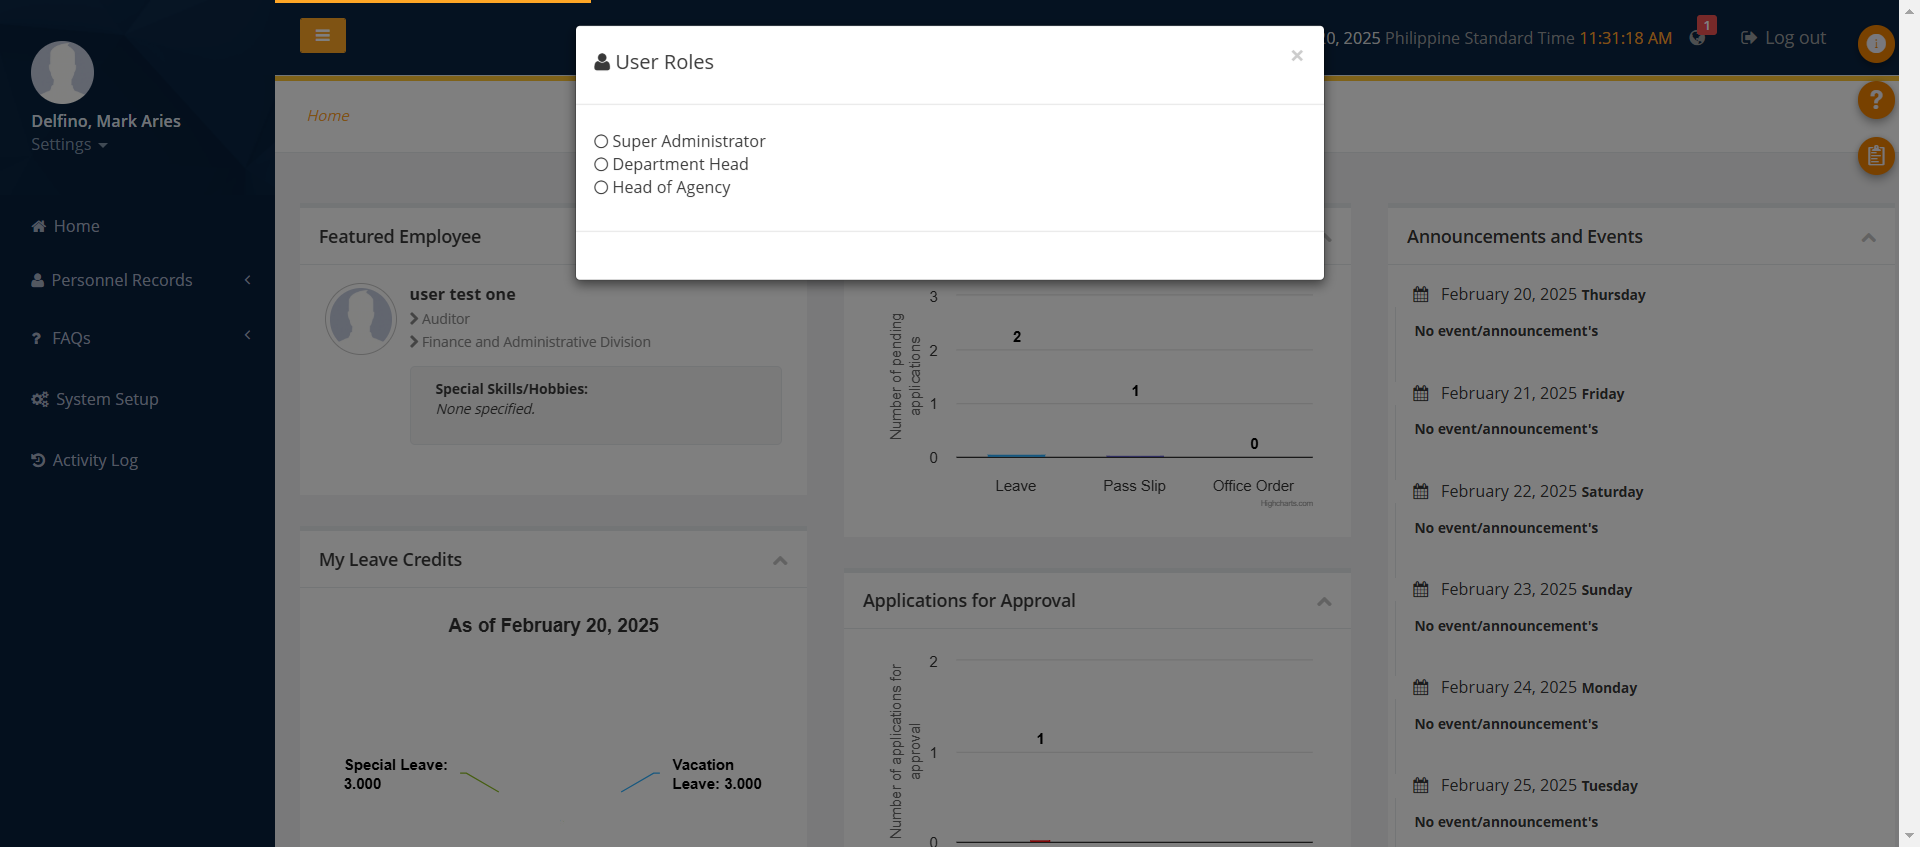 Delfino, Mark Aries
Settings
Home
Personnel Records
FAQs
System Setup
Activity Log
0, 2025 Philippine Standard Time 11:31:18 AM
1
Log out
Home
User Roles
×
Super Administrator
Department Head
Head of Agency
Featured Employee
user test one
Auditor
Finance and Administrative Division
Special Skills/Hobbies:
None specified.
My Leave Credits
As of February 20, 2025
Special Leave:
3.000
Vacation
Leave: 3.000
Number of pending
applications
3
2
1
0
2
1
0
Leave
Pass Slip
Office Order
Highcharts.com
Applications for Approval
Number of applications for
approval
2
1
0
1
Announcements and Events
February 20, 2025 Thursday
No event/announcement's
February 21, 2025 Friday
No event/announcement's
February 22, 2025 Saturday
No event/announcement's
February 23, 2025 Sunday
No event/announcement's
February 24, 2025 Monday
No event/announcement's
February 25, 2025 Tuesday
No event/announcement's